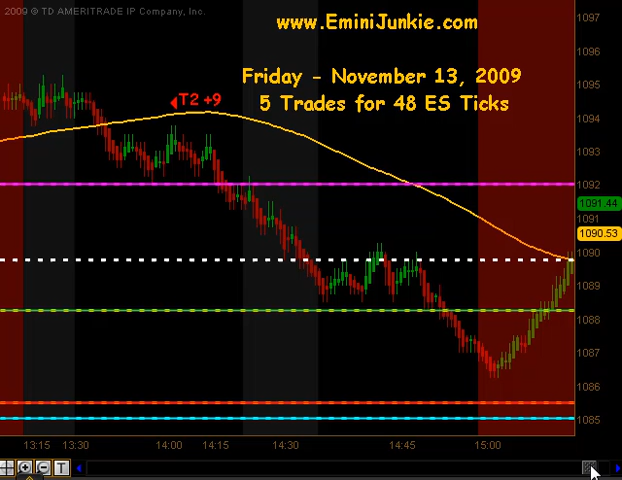 2009 © TD AMERITRADE IP Company, Inc.
www.EminiJunkie.com
Friday - November 13, 2009
5 Trades for 48 ES Ticks
T2 +9
1097
1096
1095
1094
1093
1092
1091.44
1091
1090.53
1090
1089
1088
1087
1086
1085
13:15 13:30 14:00 14:15 14:30 14:45 15:00
T